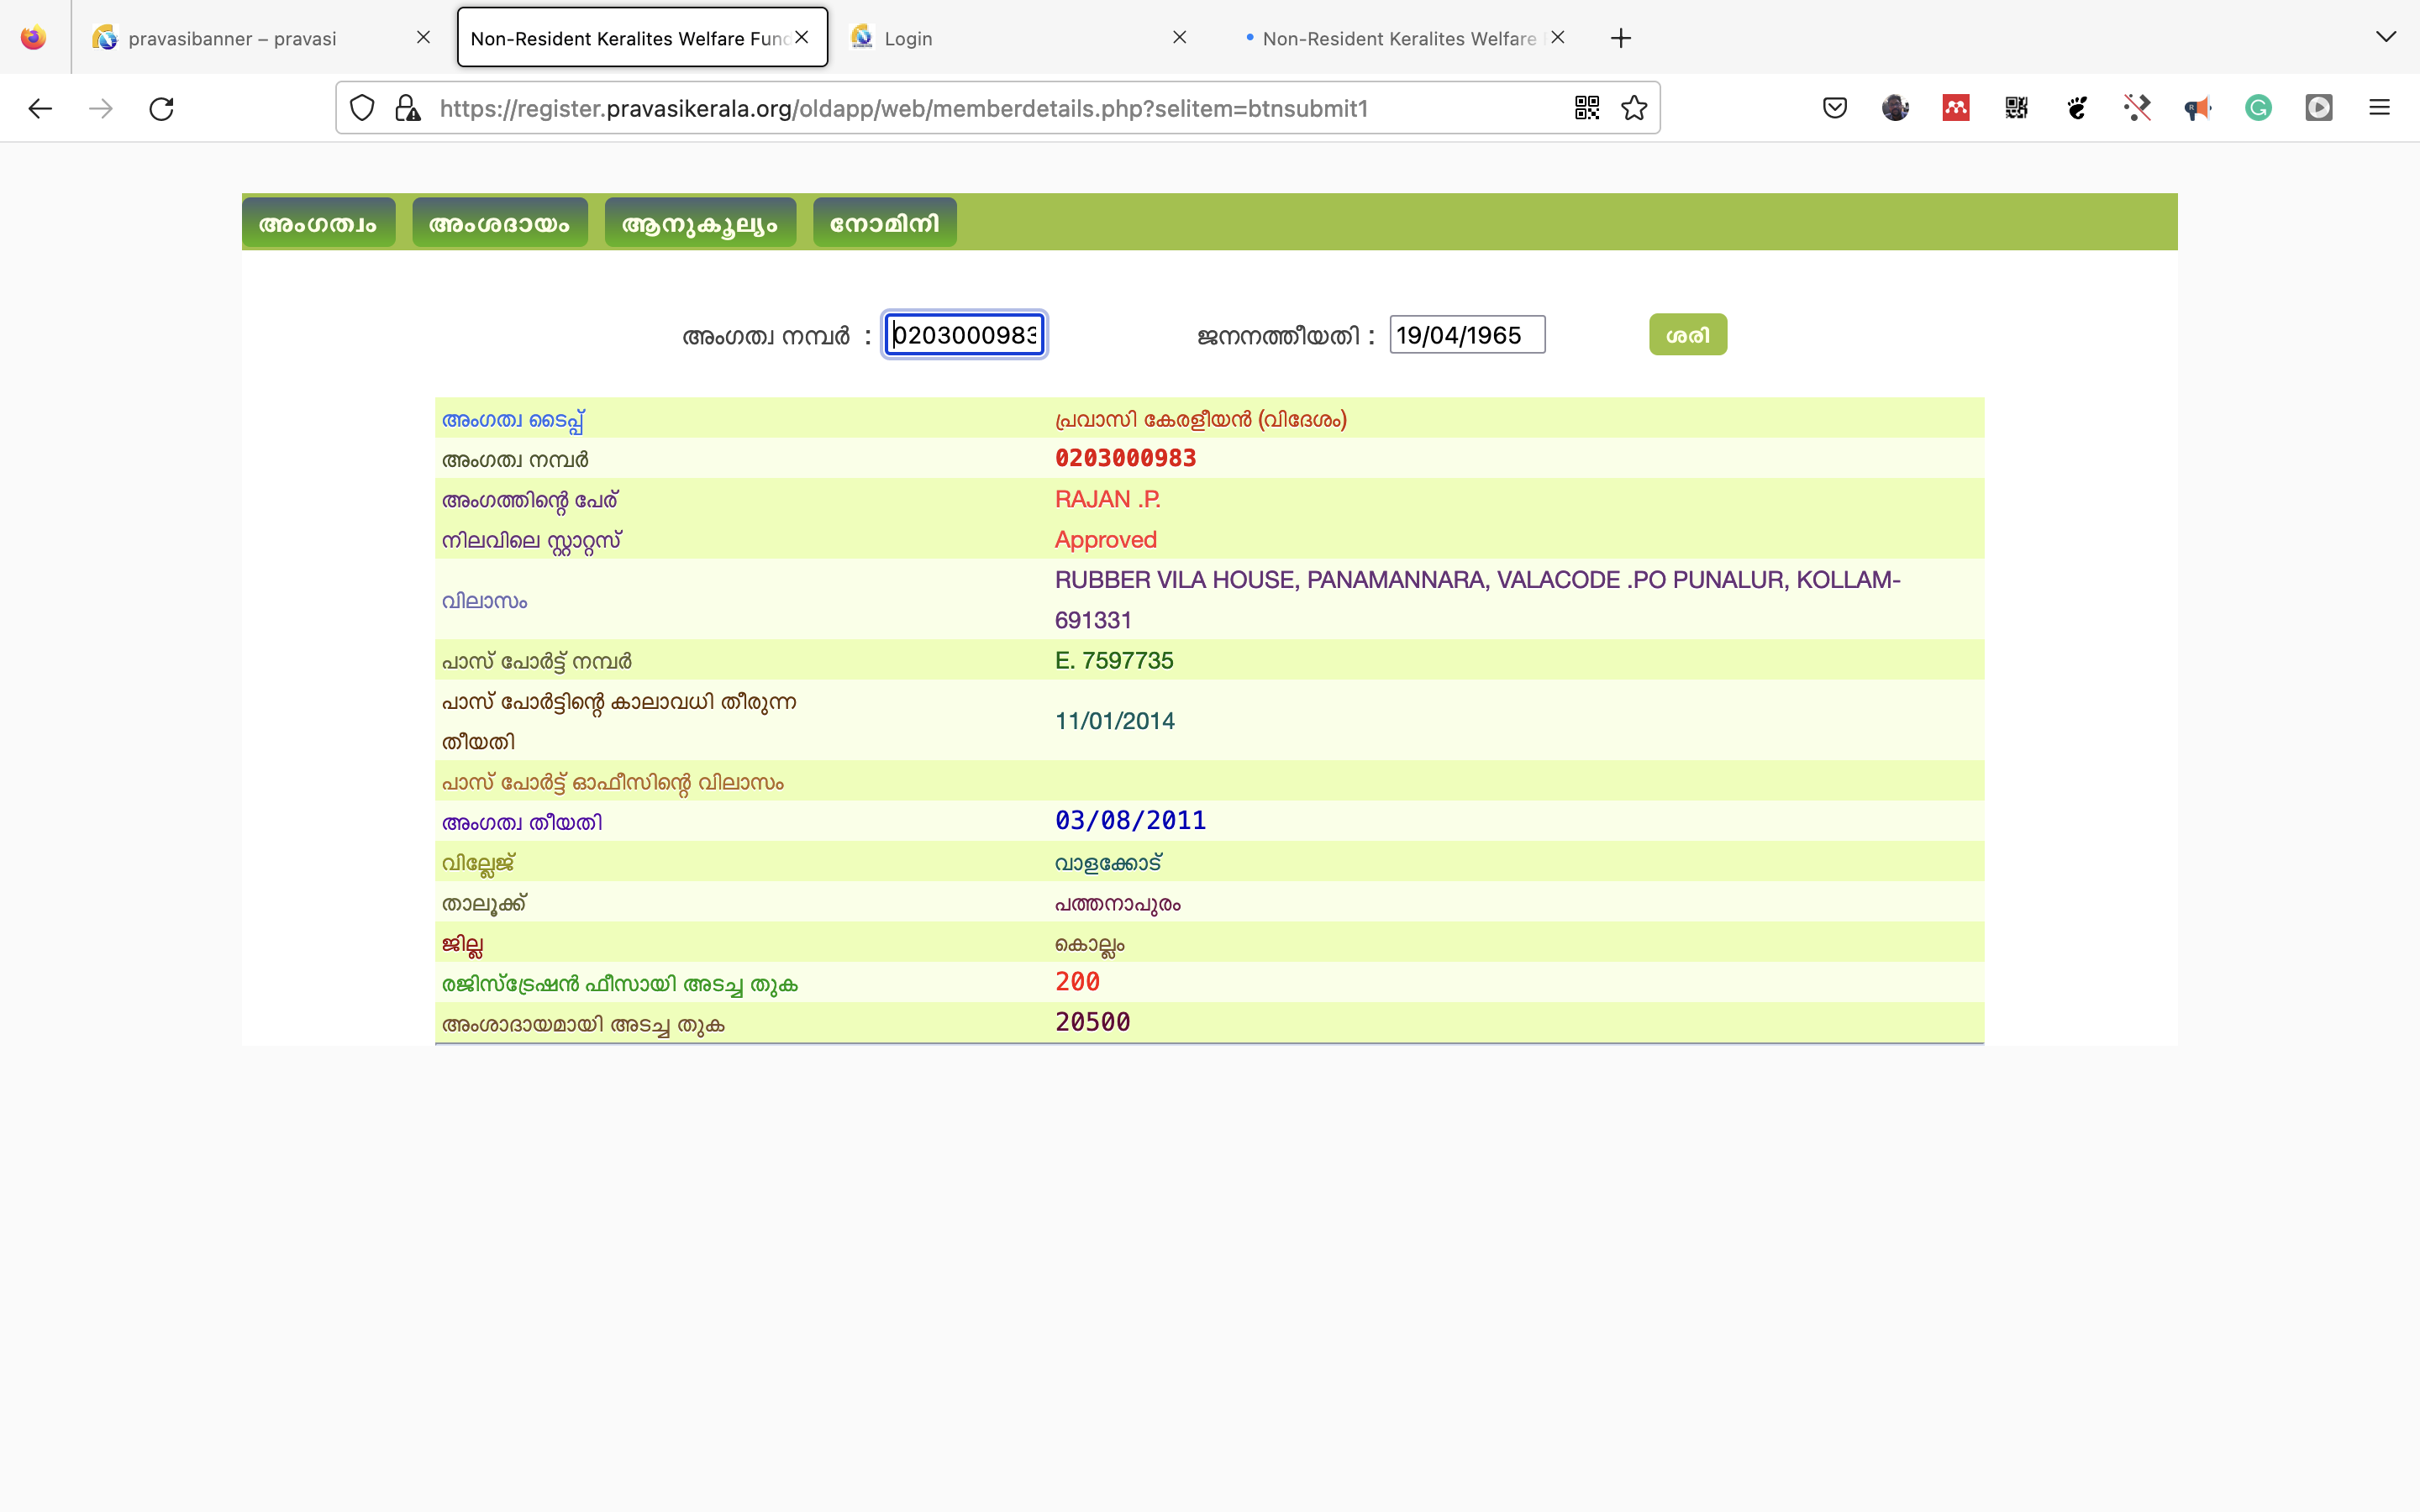 pravasibanner – pravasi
Non-Resident Keralites Welfare Fund
Login
Non-Resident Keralites Welfare
https://register.pravasikerala.org/oldapp/web/memberdetails.php?selitem=btnsubmit1
അംഗത്വം അംശദായം ആനുകൂല്യം നോമിനി
അംഗത്വ നമ്പർ : 0203000983 ജനനത്തീയതി : 19/04/1965 ശരി
അംഗത്വ ടൈപ്പ് പ്രവാസി കേരളീയൻ (വിദേശം)
അംഗത്വ നമ്പർ 0203000983
അംഗത്തിന്റെ പേര് RAJAN .P.
നിലവിലെ സ്റ്റാറ്റസ് Approved
വിലാസം RUBBER VILA HOUSE, PANAMANNARA, VALACODE .PO PUNALUR, KOLLAM-
691331
പാസ് പോർട്ട് നമ്പർ E. 7597735
പാസ് പോർട്ടിന്റെ കാലാവധി തീരുന്ന
തീയതി 11/01/2014
പാസ് പോർട്ട് ഓഫീസിന്റെ വിലാസം
അംഗത്വ തീയതി 03/08/2011
വില്ലേജ് വാളക്കോട്
താലൂക്ക് പത്തനാപുരം
ജില്ല കൊല്ലം
രജിസ്ട്രേഷൻ ഫീസായി അടച്ച തുക 200
അംശാദായമായി അടച്ച തുക 20500